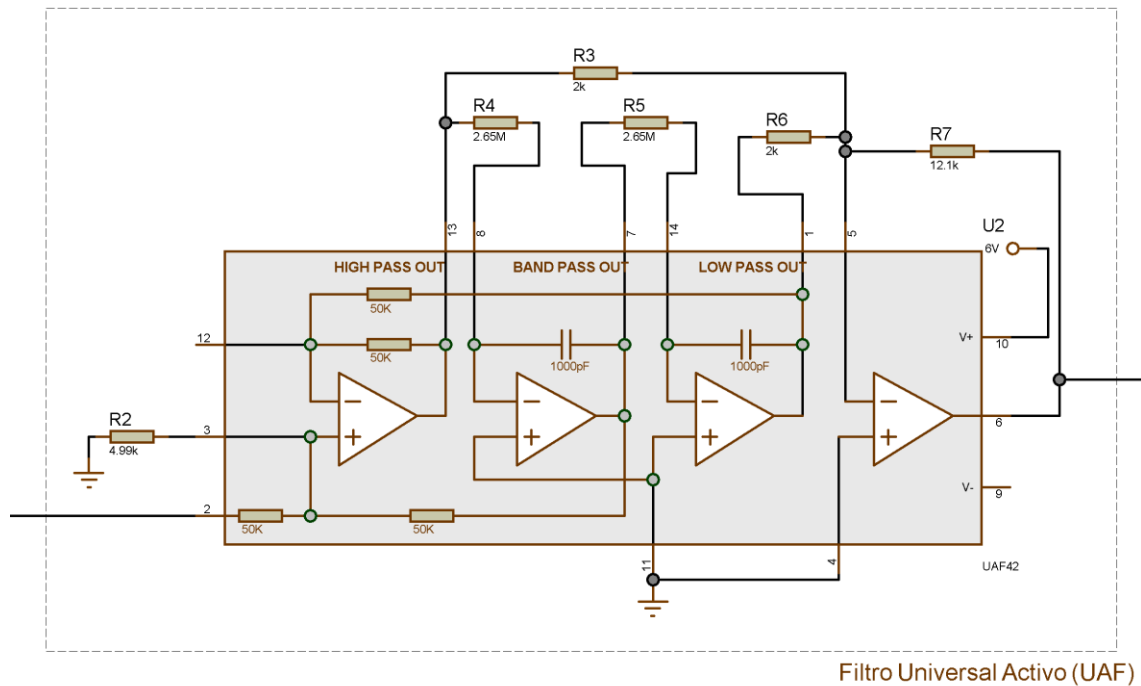 R3
2k
R4
2.65M
R5
2.65M
R6
2k
R7
12.1k
13
8
7
14
1
5
U2
6V
HIGH PASS OUT
BAND PASS OUT
LOW PASS OUT
50K
12
50K
1000pF
1000pF
V+
10
R2
4.99k
3
6
V-
9
2
50K
50K
11
4
UAF42
Filtro Universal Activo (UAF)